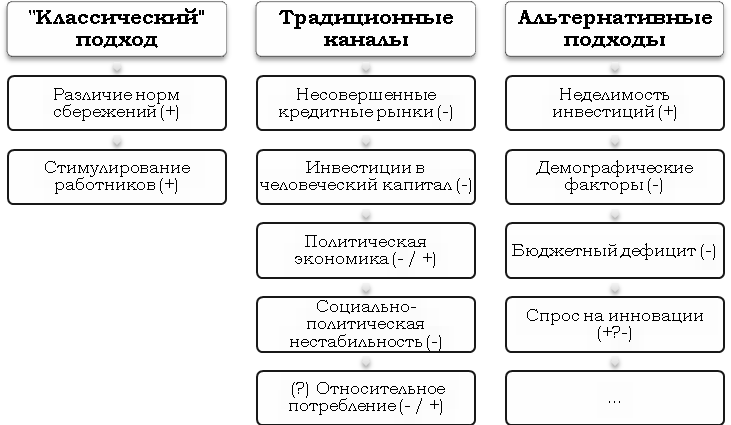 "Классический"
подход
Различие норм
сбережений (+)
Стимулирование
работников (+)
Традиционные
каналы
Несовершенные
кредитные рынки (-)
Инвестиции в
человеческий капитал (-)
Политическая
экономика (- / +)
Социально-
политическая
нестабильность (-)
(?) Относительное
потребление (- / +)
Альтернативные
подходы
Неделимость
инвестиций (+)
Демографические
факторы (-)
Бюджетный дефицит (-)
Спрос на инновации
(+?-)
...